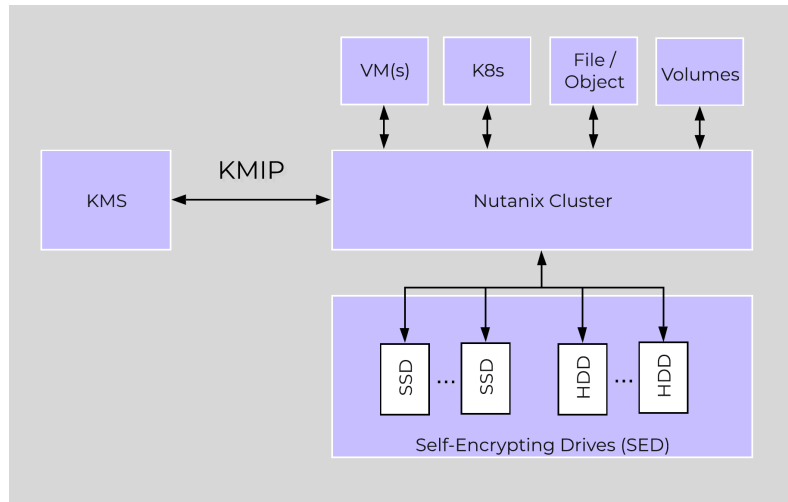 VM(s)
K8s
File /
Object
Volumes
KMS
KMIP
Nutanix Cluster
SSD
...
SSD
HDD
...
HDD
Self-Encrypting Drives (SED)